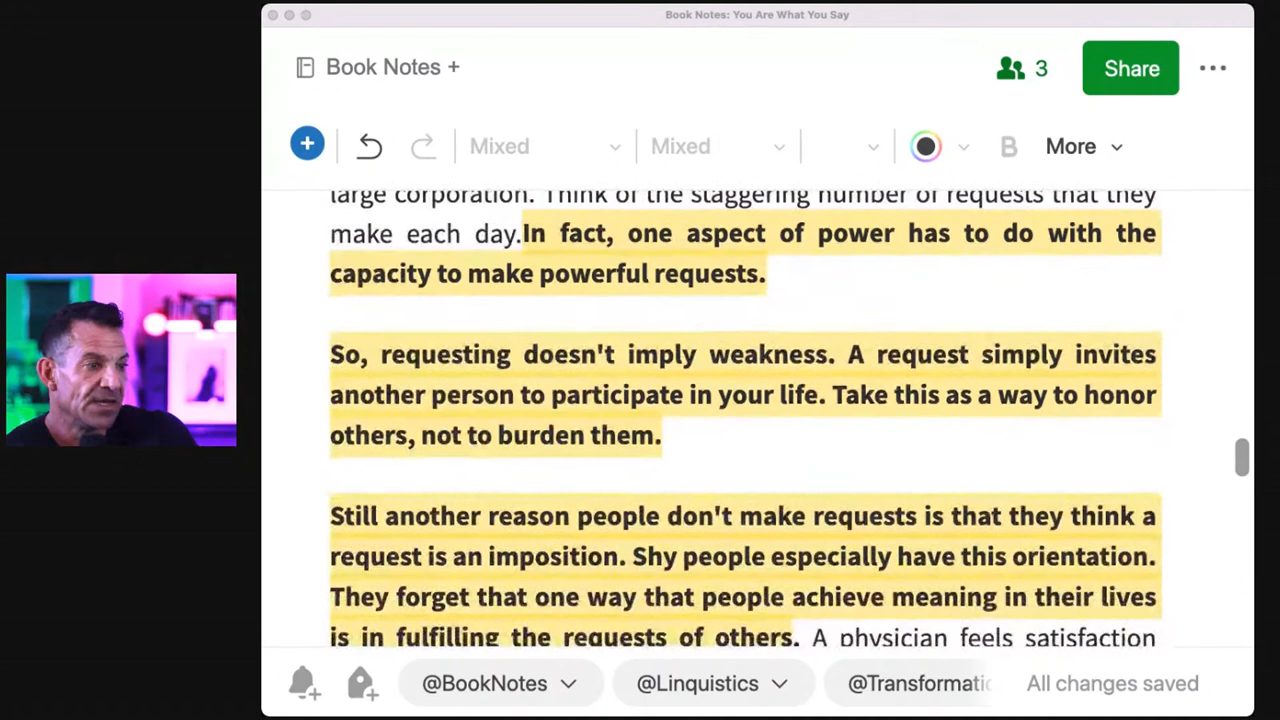 Book Notes: You Are What You Say
Book Notes +
3
Share
Mixed
Mixed
B
More
large corporation. Think of the staggering number of requests that they
make each day.In fact, one aspect of power has to do with the
capacity to make powerful requests.
So, requesting doesn't imply weakness. A request simply invites
another person to participate in your life. Take this as a way to honor
others, not to burden them.
Still another reason people don't make requests is that they think a
request is an imposition. Shy people especially have this orientation.
They forget that one way that people achieve meaning in their lives
is in fulfilling the requests of others. A physician feels satisfaction
@BookNotes
@Linquistics
@Transformatic
All changes saved